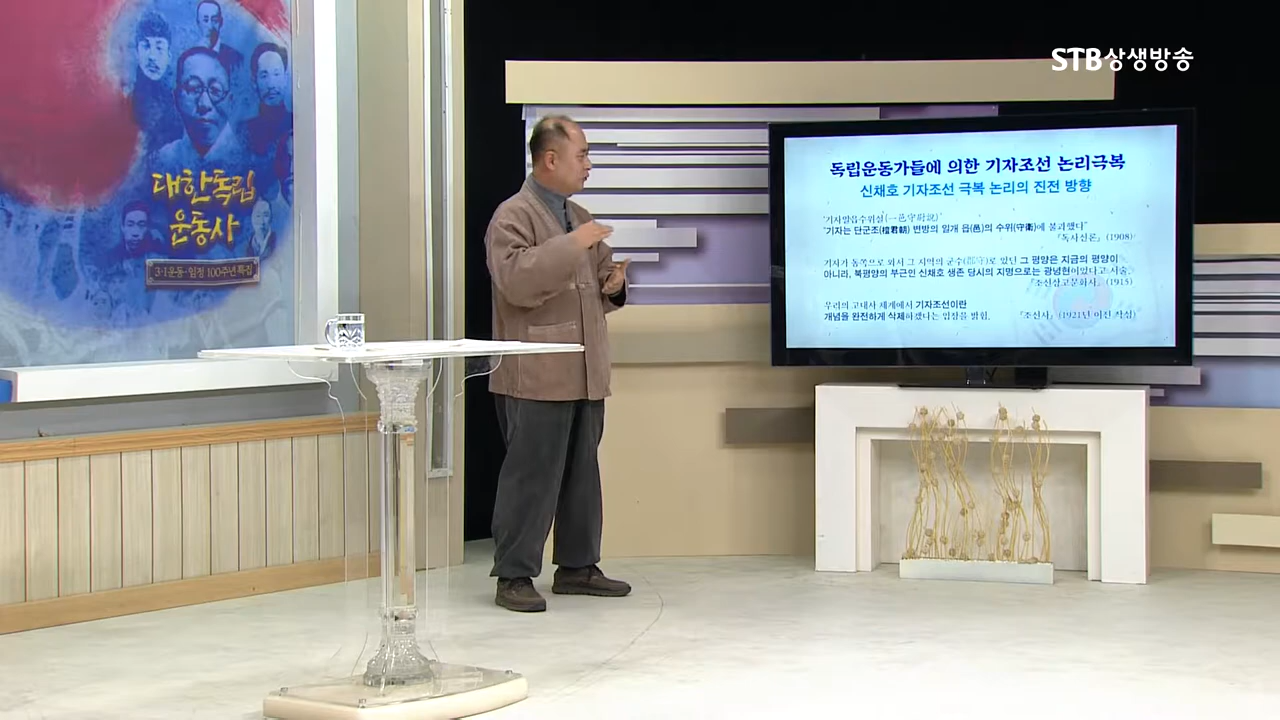 STB상생방송
대한독립
운동사
3·1운동·임정 100주년 특집
독립운동가들에 의한 기자조선 논리극복
신채호 기자조선 극복 논리의 진전 방향
'기자일읍수위설(一邑守尉說)'
"기자는 단군조(檀君朝) 변방의 일개 읍(邑)의 수위(守衛)에 불과했다"
『독사신론』(1908)
기자가 동쪽으로 와서 그 지역의 군수(郡守)로 있던 그 평양은 지금의 평양이
아니라, 북평양의 부근인 신채호 생존 당시의 지명으로는 광녕현이었다고 서술.
『조선상고문화사』(1915)
우리의 고대사 체계에서 기자조선이란
개념을 완전하게 삭제하겠다는 입장을 밝힘. 『조선사』(1921년 이전 작성)